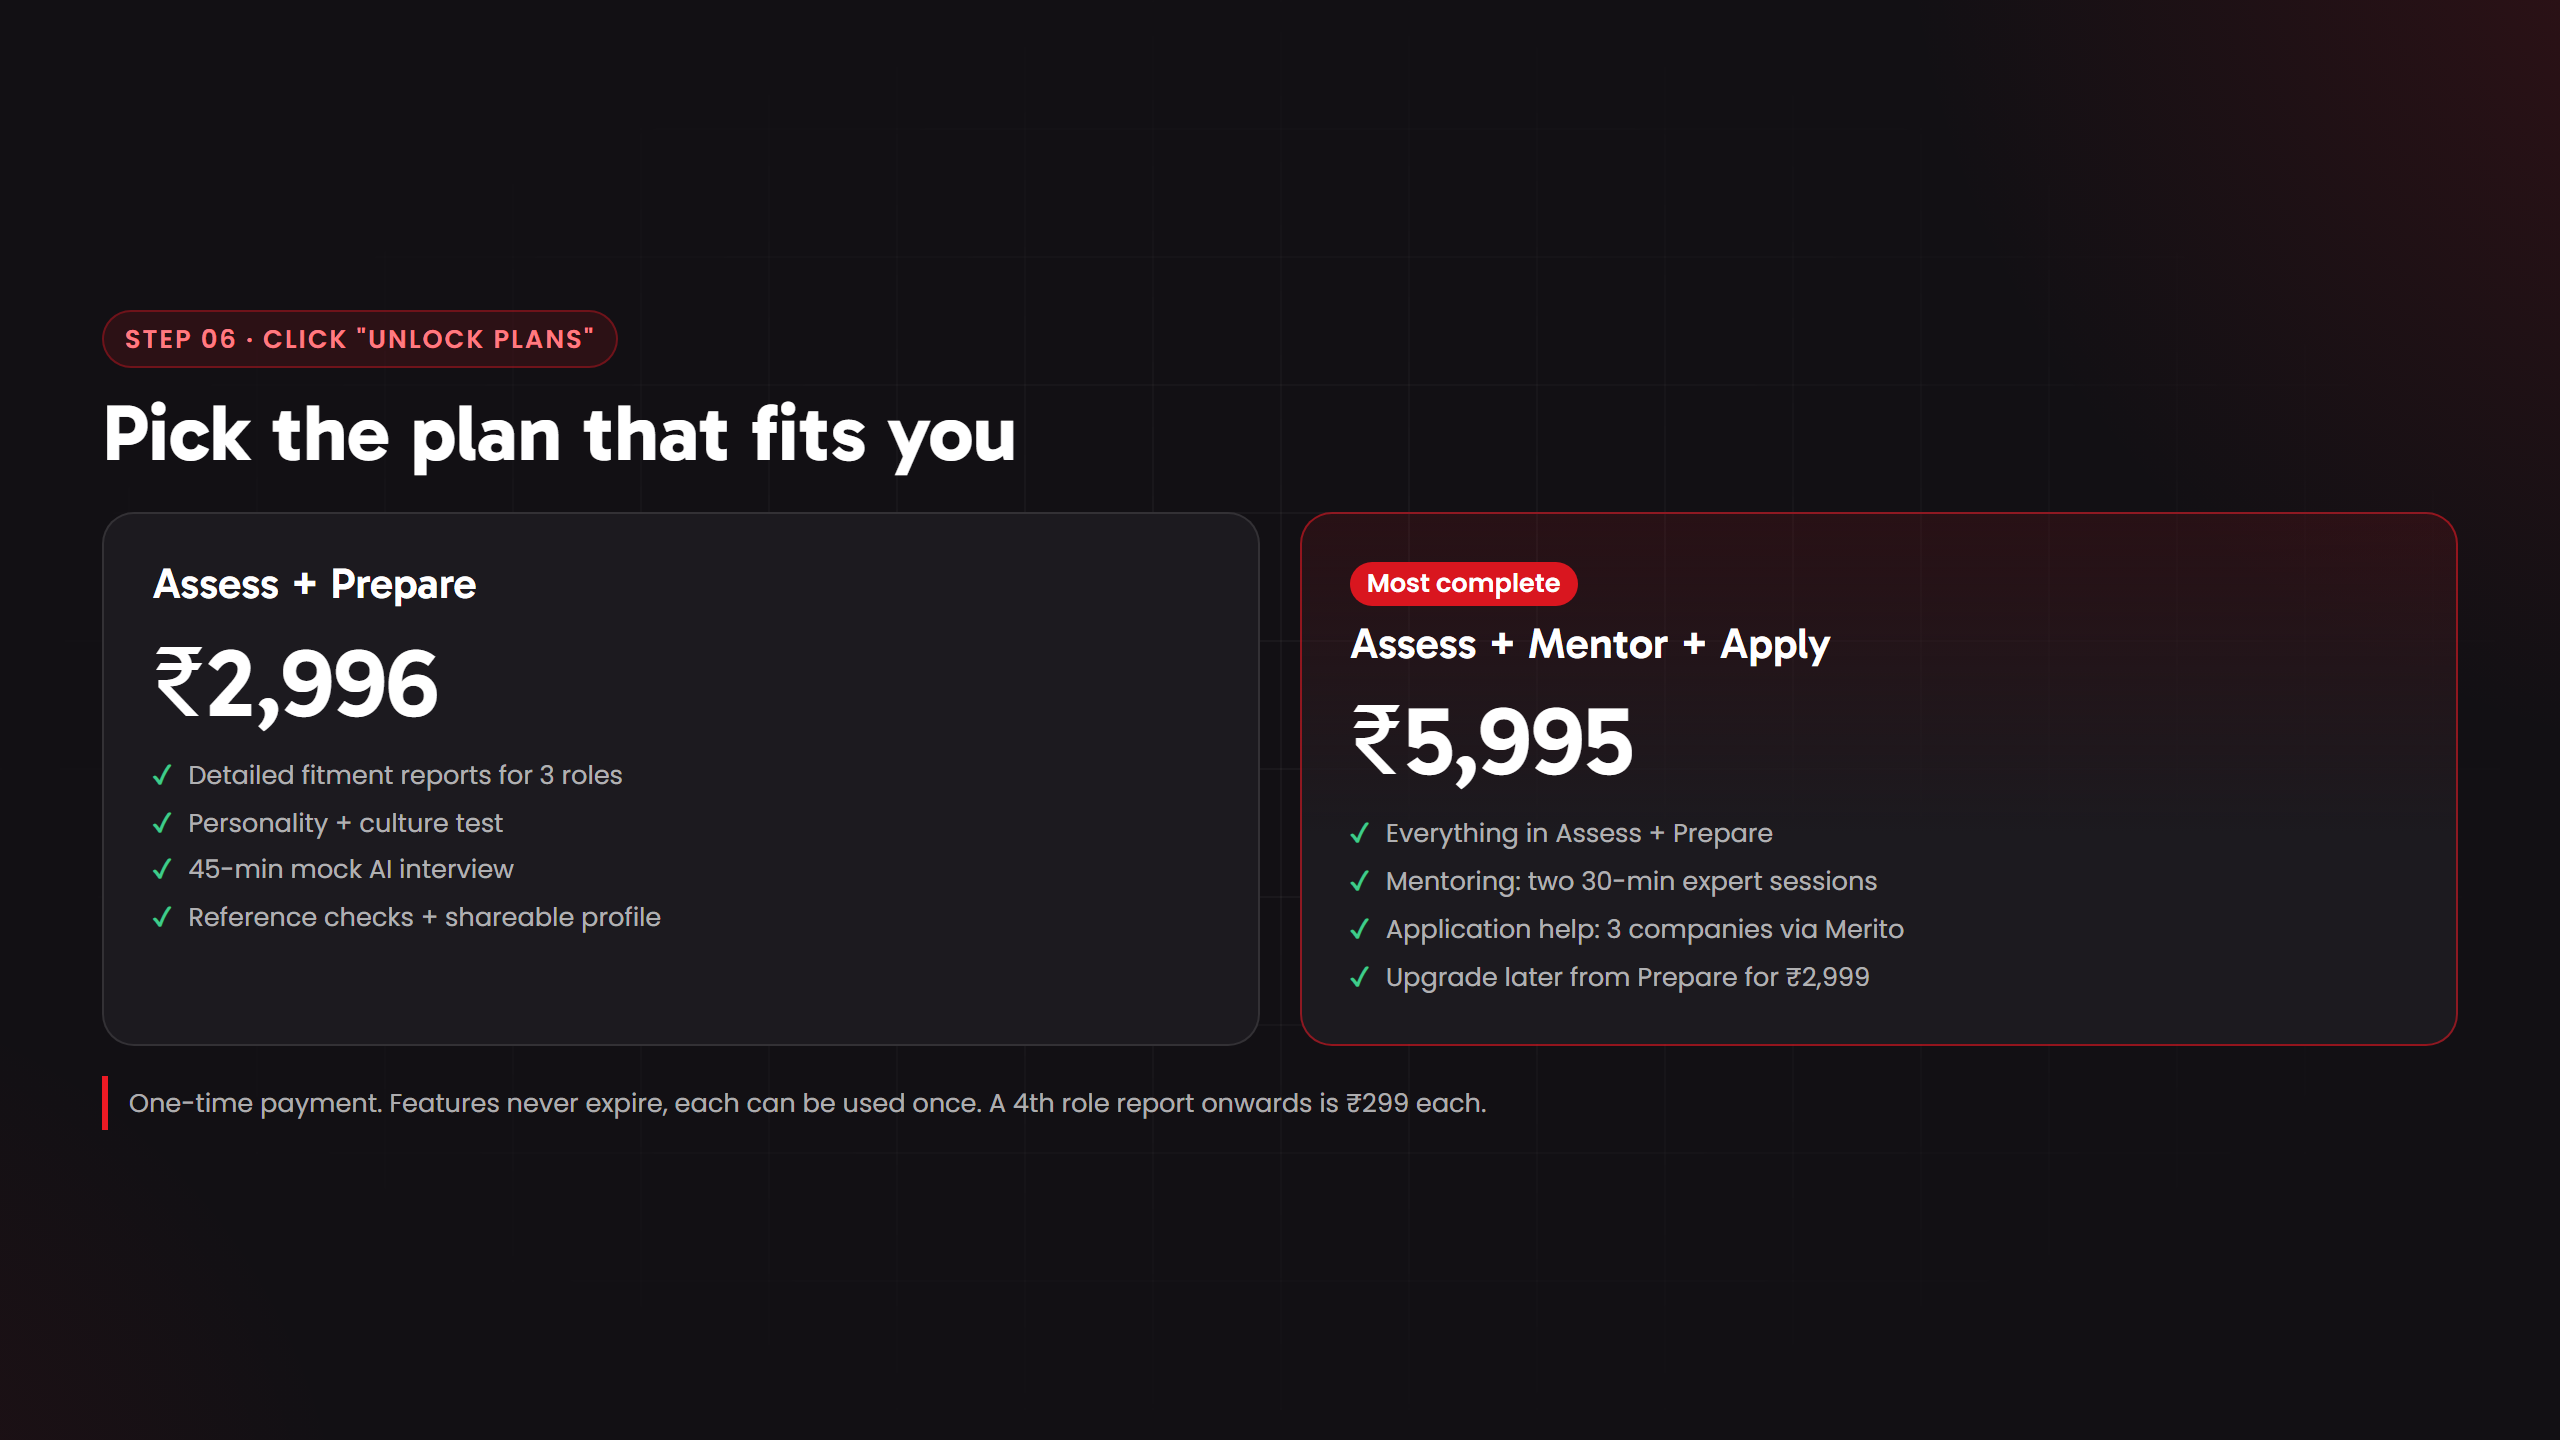 STEP 06 · CLICK "UNLOCK PLANS"
Pick the plan that fits you
Assess + Prepare
₹2,996
✓ Detailed fitment reports for 3 roles
✓ Personality + culture test
✓ 45-min mock AI interview
✓ Reference checks + shareable profile
Most complete
Assess + Mentor + Apply
₹5,995
✓ Everything in Assess + Prepare
✓ Mentoring: two 30-min expert sessions
✓ Application help: 3 companies via Merito
✓ Upgrade later from Prepare for ₹2,999
One-time payment. Features never expire, each can be used once. A 4th role report onwards is ₹299 each.